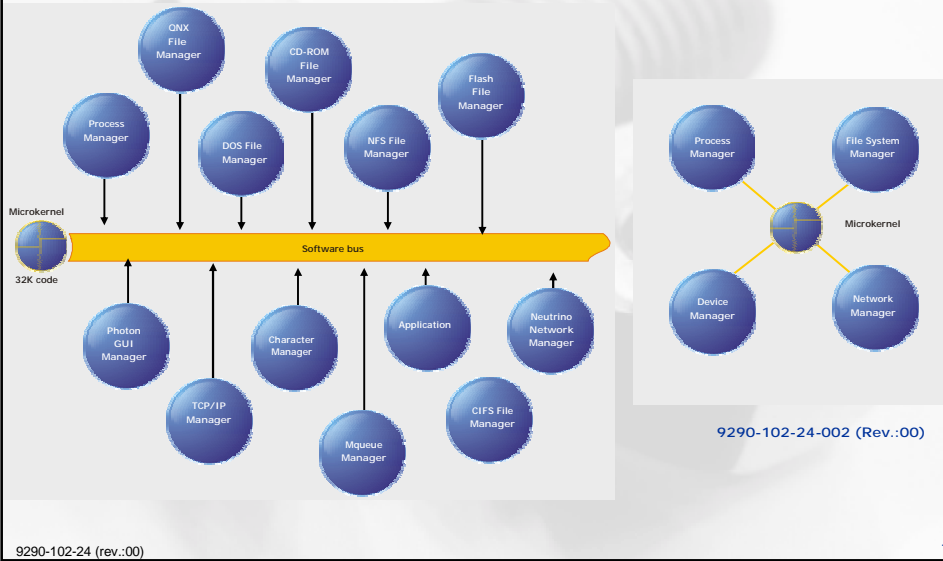 QNX
File
Manager
CD-ROM
File
Manager
Flash
File
Manager
Process
Manager
DOS File
Manager
NFS File
Manager
Microkernel
32K code
Software bus
Photon
GUI
Manager
TCP/IP
Manager
Character
Manager
Mqueue
Manager
Application
CIFS File
Manager
Neutrino
Network
Manager
Process
Manager
File System
Manager
Microkernel
Device
Manager
Network
Manager
9290-102-24-002 (Rev.:00)
9290-102-24 (rev.:00)